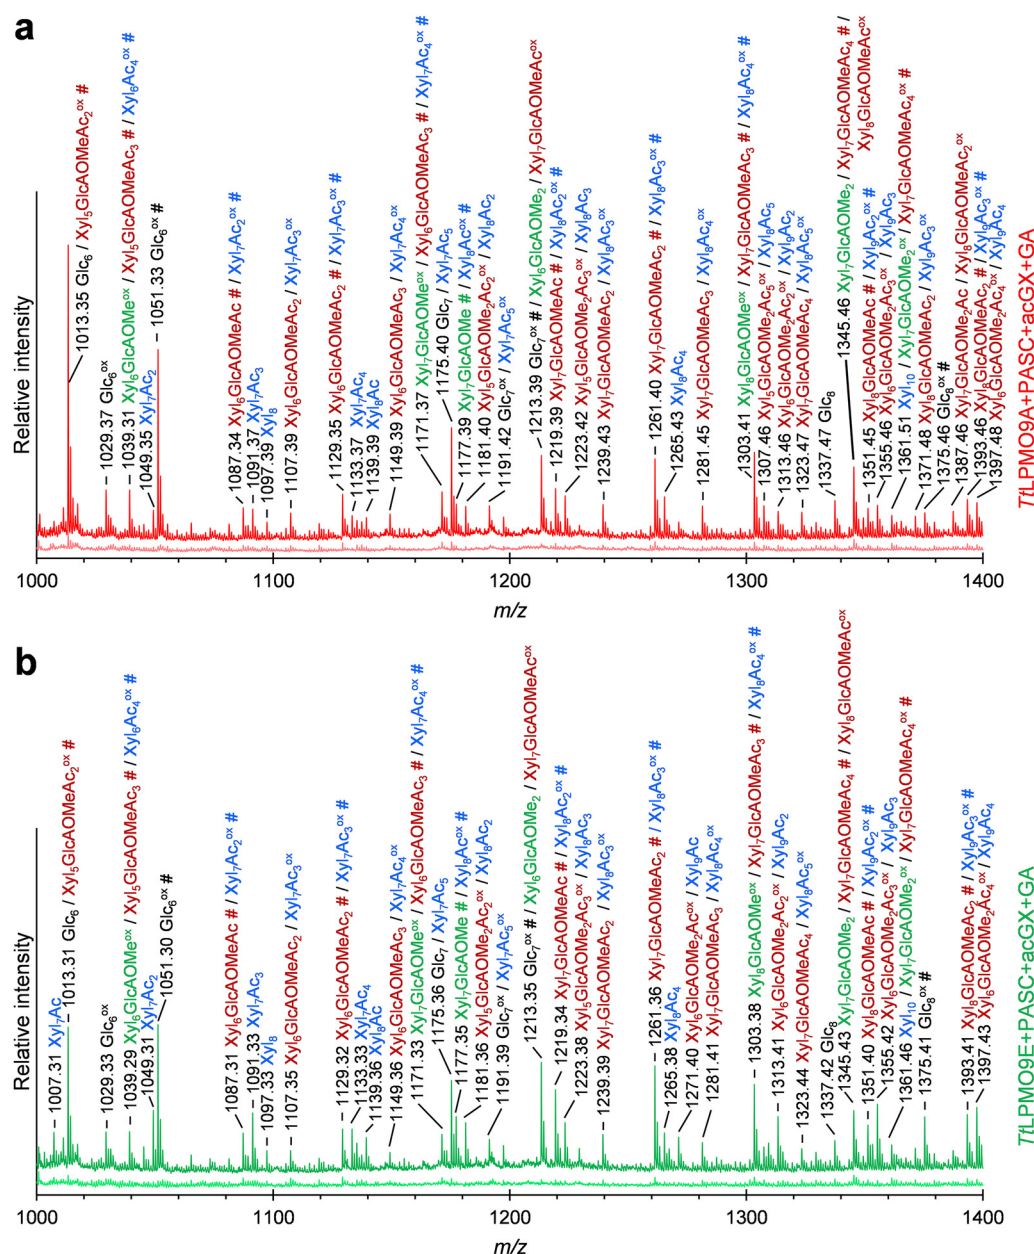 a
Relative intensity
1013.35 Glc₆ / Xyl₅GlcAOMeAc₂ᵒˣ #
1029.37 Glc₆ᵒˣ
1039.31 Xyl₆GlcAOMeᵒˣ / Xyl₅GlcAOMeAc₃ # / Xyl₆Ac₄ᵒˣ #
1049.35 Xyl₇Ac₂
1051.33 Glc₆ᵒˣ #
1087.34 Xyl₆GlcAOMeAc # / Xyl₇Ac₂ᵒˣ #
1091.37 Xyl₇Ac₃
1097.39 Xyl₈
1107.39 Xyl₆GlcAOMeAc₂ / Xyl₇Ac₃ᵒˣ
1129.35 Xyl₆GlcAOMeAc₂ # / Xyl₇Ac₃ᵒˣ #
1133.37 Xyl₇Ac₄
1139.39 Xyl₈Ac
1149.39 Xyl₆GlcAOMeAc₃ / Xyl₇Ac₄ᵒˣ
1171.37 Xyl₇GlcAOMeᵒˣ / Xyl₆GlcAOMeAc₃ # / Xyl₇Ac₄ᵒˣ #
1175.40 Glc₇ / Xyl₇Ac₅
1177.39 Xyl₇GlcAOMe # / Xyl₈Acᵒˣ #
1181.40 Xyl₅GlcAOMe₂Ac₂ᵒˣ / Xyl₈Ac₂
1191.42 Glc₇ᵒˣ / Xyl₇Ac₅ᵒˣ
1213.39 Glc₇ᵒˣ # / Xyl₆GlcAOMe₂ / Xyl₇GlcAOMeAcᵒˣ
1219.39 Xyl₇GlcAOMeAc # / Xyl₈Ac₂ᵒˣ #
1223.42 Xyl₅GlcAOMe₂Ac₃ᵒˣ / Xyl₈Ac₃
1239.43 Xyl₇GlcAOMeAc₂ / Xyl₈Ac₃ᵒˣ
1261.40 Xyl₇GlcAOMeAc₂ # / Xyl₈Ac₃ᵒˣ #
1265.43 Xyl₈Ac₄
1281.45 Xyl₇GlcAOMeAc₃ / Xyl₈Ac₄ᵒˣ
1303.41 Xyl₈GlcAOMeᵒˣ / Xyl₇GlcAOMeAc₃ # / Xyl₈Ac₄ᵒˣ #
1307.46 Xyl₅GlcAOMe₂Ac₅ᵒˣ / Xyl₈Ac₅
1313.46 Xyl₆GlcAOMe₂Ac₂ᵒˣ / Xyl₉Ac₂
1323.47 Xyl₇GlcAOMeAc₄ / Xyl₈Ac₅ᵒˣ
1337.47 Glc₈
1345.46 Xyl₇GlcAOMe₂ / Xyl₇GlcAOMeAc₄ # /
Xyl₈GlcAOMeAcᵒˣ
1351.45 Xyl₈GlcAOMeAc # / Xyl₉Ac₂ᵒˣ #
1355.46 Xyl₆GlcAOMe₂Ac₃ᵒˣ / Xyl₉Ac₃
1361.51 Xyl₁₀ / Xyl₇GlcAOMe₂ᵒˣ / Xyl₇GlcAOMeAc₄ᵒˣ #
1371.48 Xyl₈GlcAOMeAc₂ / Xyl₉Ac₃ᵒˣ
1375.46 Glc₈ᵒˣ #
1387.46 Xyl₇GlcAOMe₂Ac / Xyl₈GlcAOMeAc₂ᵒˣ
1393.46 Xyl₈GlcAOMeAc₂ # / Xyl₉Ac₃ᵒˣ #
1397.48 Xyl₆GlcAOMe₂Ac₄ᵒˣ / Xyl₉Ac₄
TtLPMO9A+PASC+acGX+GA
1000 1100 1200 1300 1400
m/z
b
Relative intensity
1007.31 Xyl₇Ac
1013.31 Glc₆ / Xyl₅GlcAOMeAc₂ᵒˣ #
1029.33 Glc₆ᵒˣ
1039.29 Xyl₆GlcAOMeᵒˣ / Xyl₅GlcAOMeAc₃ # / Xyl₆Ac₄ᵒˣ #
1049.31 Xyl₇Ac₂
1051.30 Glc₆ᵒˣ #
1087.31 Xyl₆GlcAOMeAc # / Xyl₇Ac₂ᵒˣ #
1091.33 Xyl₇Ac₃
1097.33 Xyl₈
1107.35 Xyl₆GlcAOMeAc₂ / Xyl₇Ac₃ᵒˣ
1129.32 Xyl₆GlcAOMeAc₂ # / Xyl₇Ac₃ᵒˣ #
1133.33 Xyl₇Ac₄
1139.36 Xyl₈Ac
1149.36 Xyl₆GlcAOMeAc₃ / Xyl₇Ac₄ᵒˣ
1171.33 Xyl₇GlcAOMeᵒˣ / Xyl₆GlcAOMeAc₃ # / Xyl₇Ac₄ᵒˣ #
1175.36 Glc₇ / Xyl₇Ac₅
1177.35 Xyl₇GlcAOMe # / Xyl₈Acᵒˣ #
1181.36 Xyl₅GlcAOMe₂Ac₂ᵒˣ / Xyl₈Ac₂
1191.39 Glc₇ᵒˣ / Xyl₇Ac₅ᵒˣ
1213.35 Glc₇ᵒˣ # / Xyl₆GlcAOMe₂ / Xyl₇GlcAOMeAcᵒˣ
1219.34 Xyl₇GlcAOMeAc # / Xyl₈Ac₂ᵒˣ #
1223.38 Xyl₅GlcAOMe₂Ac₃ᵒˣ / Xyl₈Ac₃
1239.39 Xyl₇GlcAOMeAc₂ / Xyl₈Ac₃ᵒˣ
1261.36 Xyl₇GlcAOMeAc₂ # / Xyl₈Ac₃ᵒˣ #
1265.38 Xyl₈Ac₄
1271.40 Xyl₆GlcAOMe₂Acᵒˣ / Xyl₉Ac
1281.41 Xyl₇GlcAOMeAc₃ / Xyl₈Ac₄ᵒˣ
1303.38 Xyl₈GlcAOMeᵒˣ / Xyl₇GlcAOMeAc₃ # / Xyl₈Ac₄ᵒˣ #
1313.41 Xyl₆GlcAOMe₂Ac₂ᵒˣ / Xyl₉Ac₂
1323.44 Xyl₇GlcAOMeAc₄ / Xyl₈Ac₅ᵒˣ
1337.42 Glc₈
1345.43 Xyl₇GlcAOMe₂ / Xyl₇GlcAOMeAc₄ # / Xyl₈GlcAOMeAcᵒˣ
1351.40 Xyl₈GlcAOMeAc # / Xyl₉Ac₂ᵒˣ #
1355.42 Xyl₆GlcAOMe₂Ac₃ᵒˣ / Xyl₉Ac₃
1361.46 Xyl₁₀ / Xyl₇GlcAOMe₂ᵒˣ / Xyl₇GlcAOMeAc₄ᵒˣ #
1375.41 Glc₈ᵒˣ #
1393.41 Xyl₈GlcAOMeAc₂ # / Xyl₉Ac₃ᵒˣ #
1397.43 Xyl₆GlcAOMe₂Ac₄ᵒˣ / Xyl₉Ac₄
TtLPMO9E+PASC+acGX+GA
1000 1100 1200 1300 1400
m/z